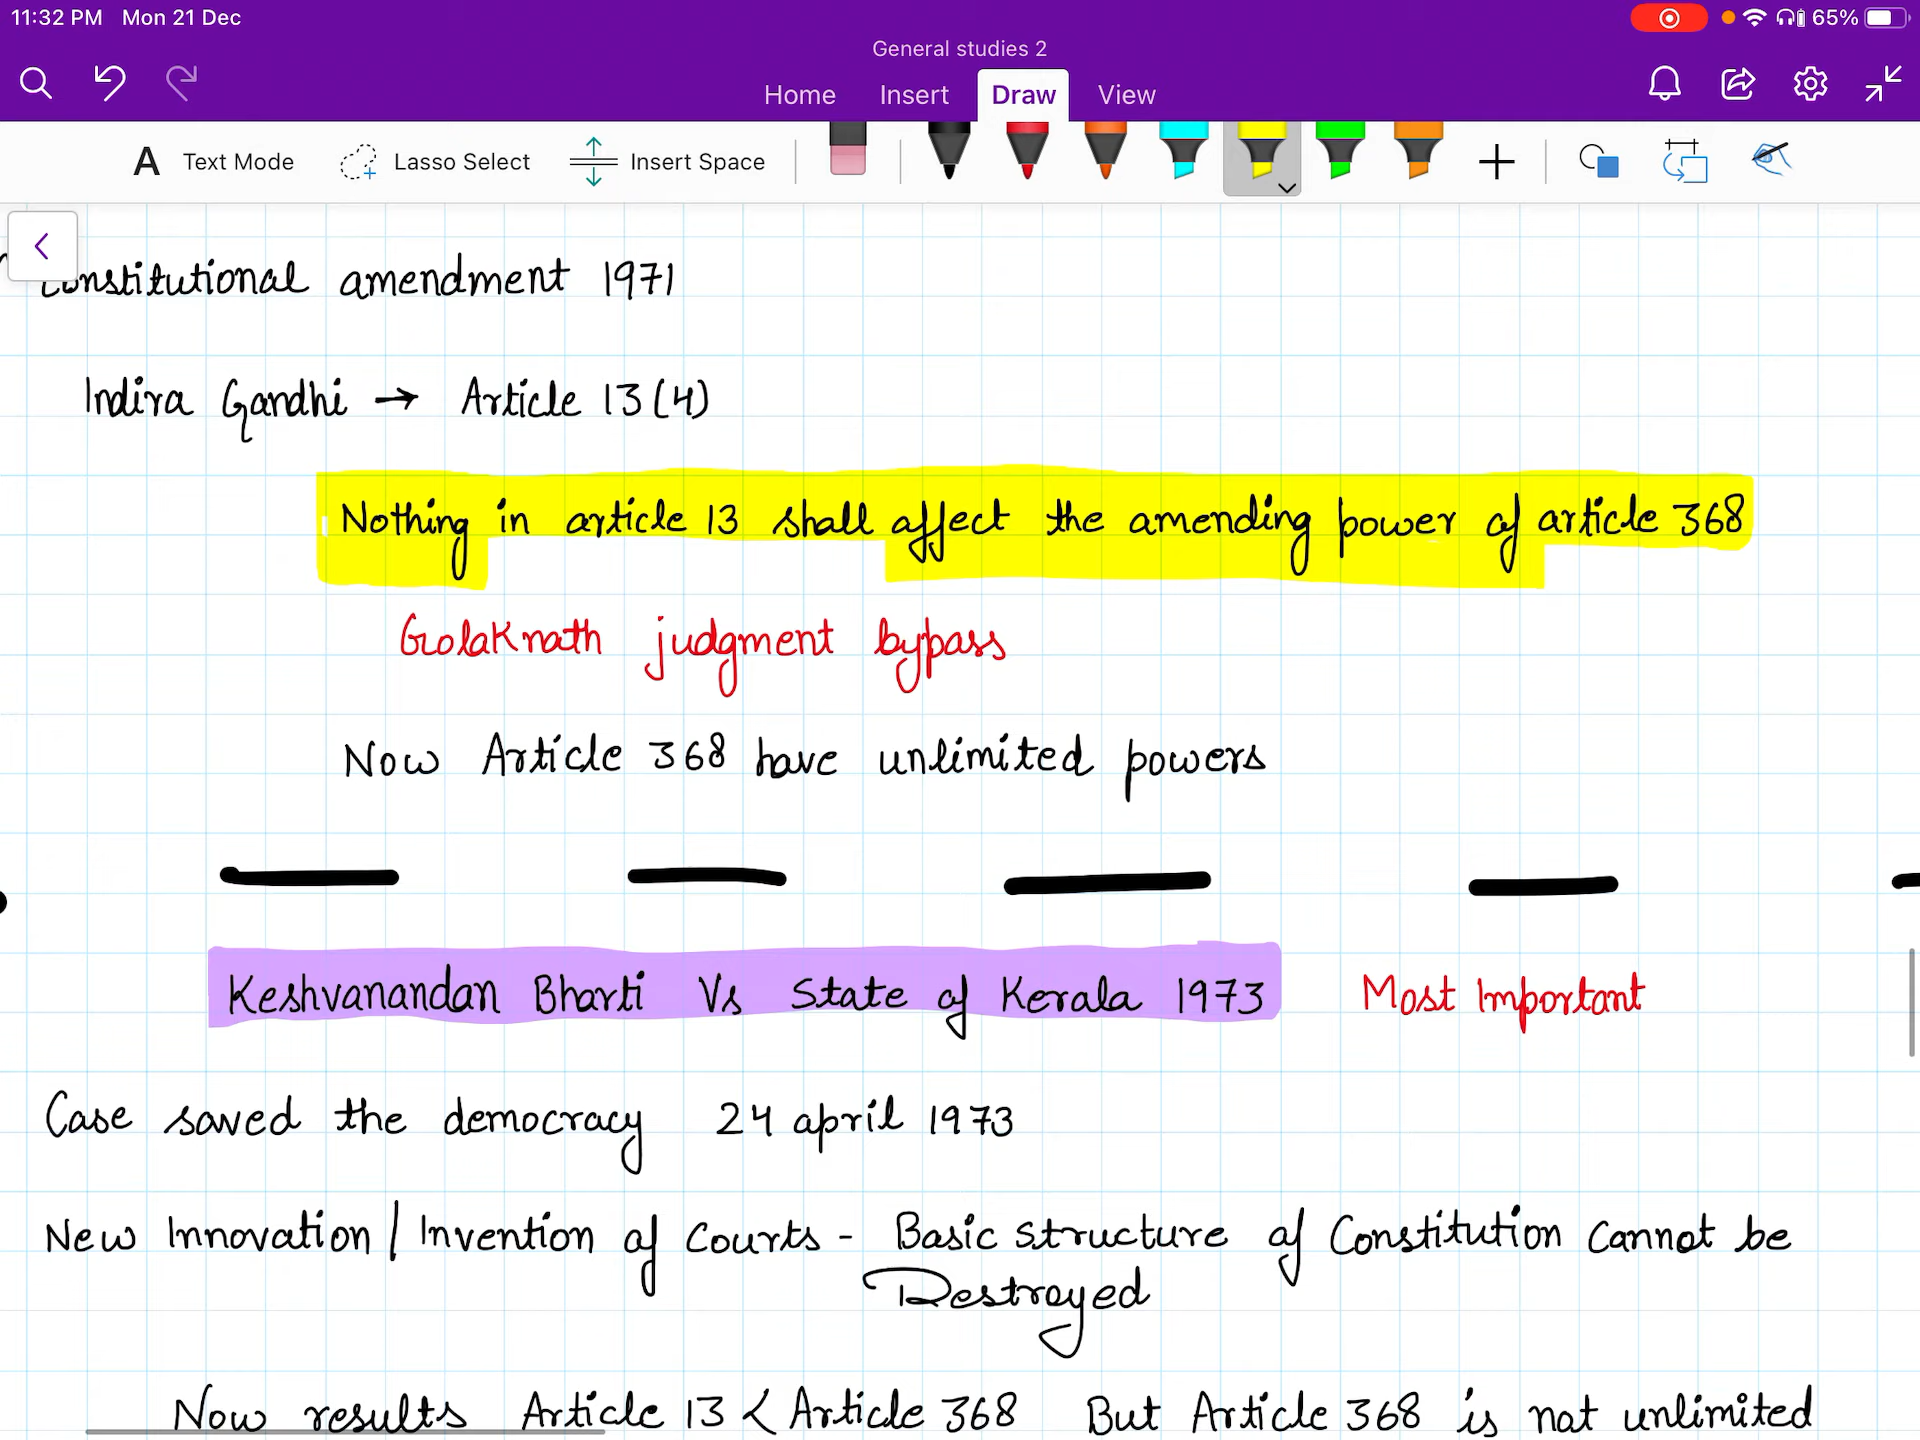 11:32 PM Mon 21 Dec
65%
General studies 2
Home Insert Draw View
A Text Mode Lasso Select Insert Space
Constitutional amendment 1971
Indira Gandhi → Article 13(4)
Nothing in article 13 shall affect the amending power of article 368
Golaknath judgment bypass
Now Article 368 have unlimited powers
Keshvanandan Bharti Vs State of Kerala 1973 Most Important
Case saved the democracy 24 april 1973
New Innovation / Invention of Courts - Basic structure of Constitution cannot be
Destroyed
Now results Article 13 < Article 368 But Article 368 is not unlimited